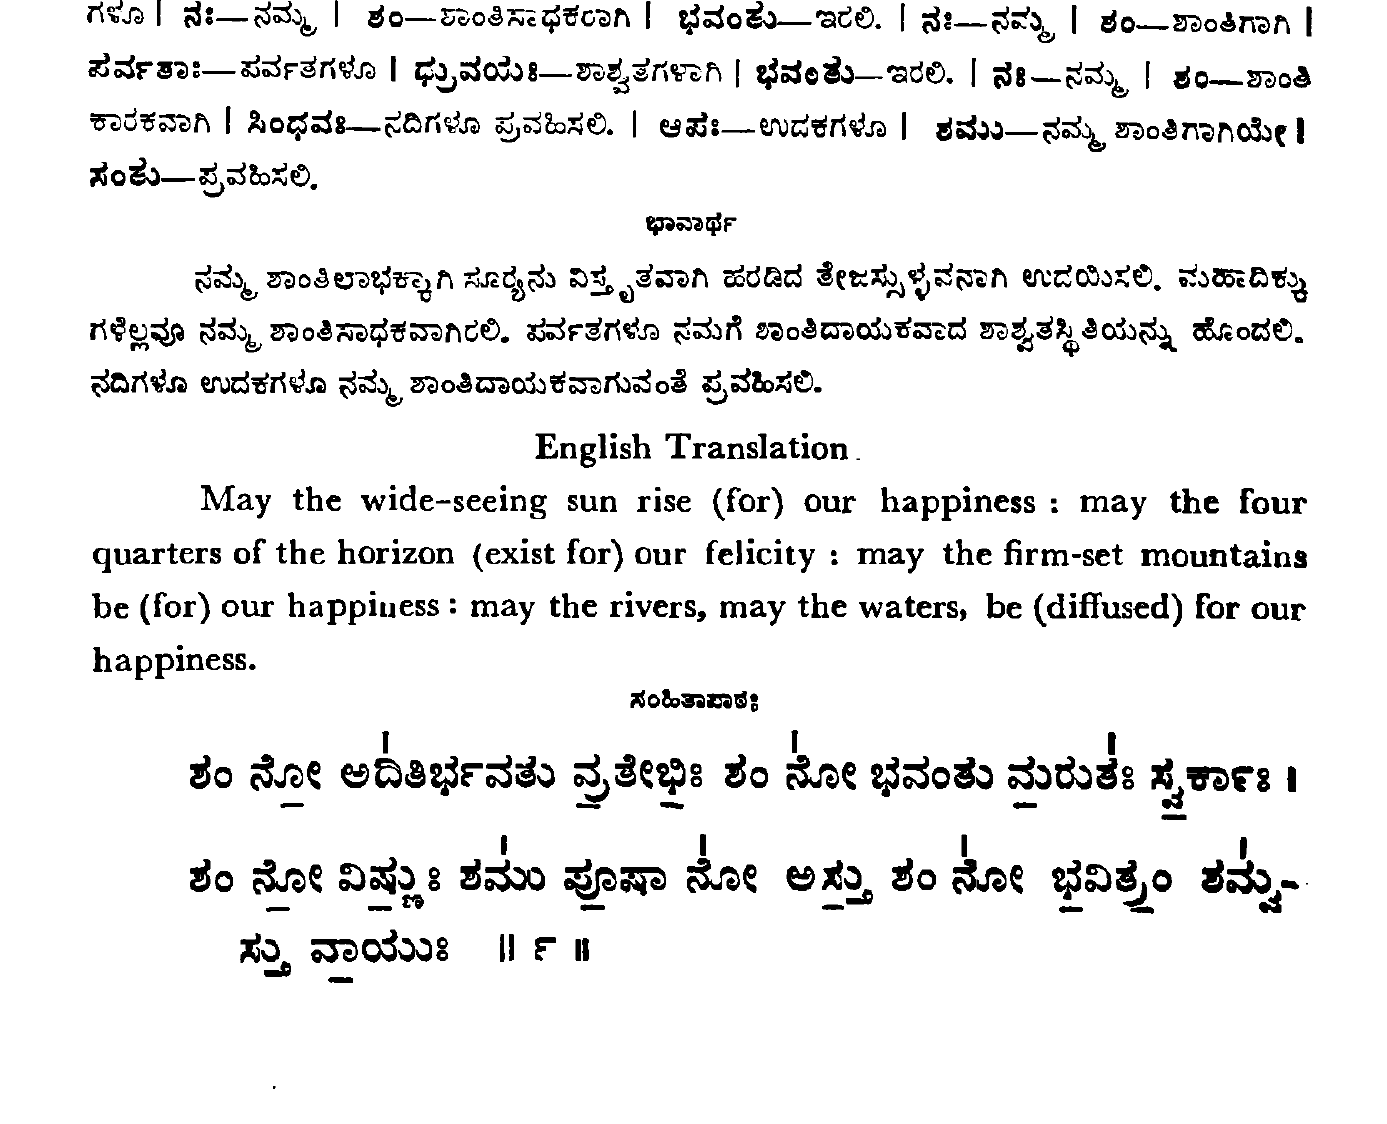 ಗಳೂ | ನಃ—ನಮ್ಮ | ಶಂ—ಶಾಂತಿಸಾಧಕರಾಗಿ | ಭವಂತು—ಇರಲಿ. | ನಃ—ನಮ್ಮ | ಶಂ—ಶಾಂತಿಗಾಗಿ |
ಪರ್ವತಾಃ—ಪರ್ವತಗಳೂ | ಧ್ರುವಯಃ—ಶಾಶ್ವತಗಳಾಗಿ | ಭವಂತು—ಇರಲಿ. | ನಃ—ನಮ್ಮ | ಶಂ—ಶಾಂತಿ
ಕಾರಕವಾಗಿ | ಸಿಂಧವಃ—ನದಿಗಳೂ ಪ್ರವಹಿಸಲಿ. | ಆಪಃ—ಉದಕಗಳೂ | ಶಮು—ನಮ್ಮ ಶಾಂತಿಗಾಗಿಯೇ |
ಸಂತು—ಪ್ರವಹಿಸಲಿ.
ಭಾವಾರ್ಥ
ನಮ್ಮ ಶಾಂತಿಲಾಭಕ್ಕಾಗಿ ಸೂರ್‍ಯನು ವಿಸ್ತೃತವಾಗಿ ಹರಡಿದ ತೇಜಸ್ಸುಳ್ಳವನಾಗಿ ಉದಯಿಸಲಿ. ಮಹಾದಿಕ್ಕು
ಗಳೆಲ್ಲವೂ ನಮ್ಮ ಶಾಂತಿಸಾಧಕವಾಗಿರಲಿ. ಪರ್ವತಗಳೂ ನಮಗೆ ಶಾಂತಿದಾಯಕವಾದ ಶಾಶ್ವತಸ್ಥಿತಿಯನ್ನು ಹೊಂದಲಿ.
ನದಿಗಳೂ ಉದಕಗಳೂ ನಮ್ಮ ಶಾಂತಿದಾಯಕವಾಗುವಂತೆ ಪ್ರವಹಿಸಲಿ.
English Translation.
May the wide-seeing sun rise (for) our happiness : may the four
quarters of the horizon (exist for) our felicity : may the firm-set mountains
be (for) our happiness : may the rivers, may the waters, be (diffused) for our
happiness.
ಸಂಹಿತಾಪಾಠಃ
ಶಂ ನೋ॒ ಅದಿ॑ತಿರ್ಭವತು ವ್ರ॒ತೇಭಿಃ॒ ಶಂ ನೋ॑ ಭವಂತು ಮ॒ರುತಃ॑ ಸ್ವ॒ರ್ಕಾಃ |
ಶಂ ನೋ॒ ವಿಷ್ಣುಃ॒ ಶಮು॑ ಪೂ॒ಷಾ ನೋ॑ ಅಸ್ತು॒ ಶಂ ನೋ॑ ಭ॒ವಿತ್ರಂ॒ ಶಮ್ವ॑-
ಸ್ತು ವಾ॒ಯುಃ || ೯ ||